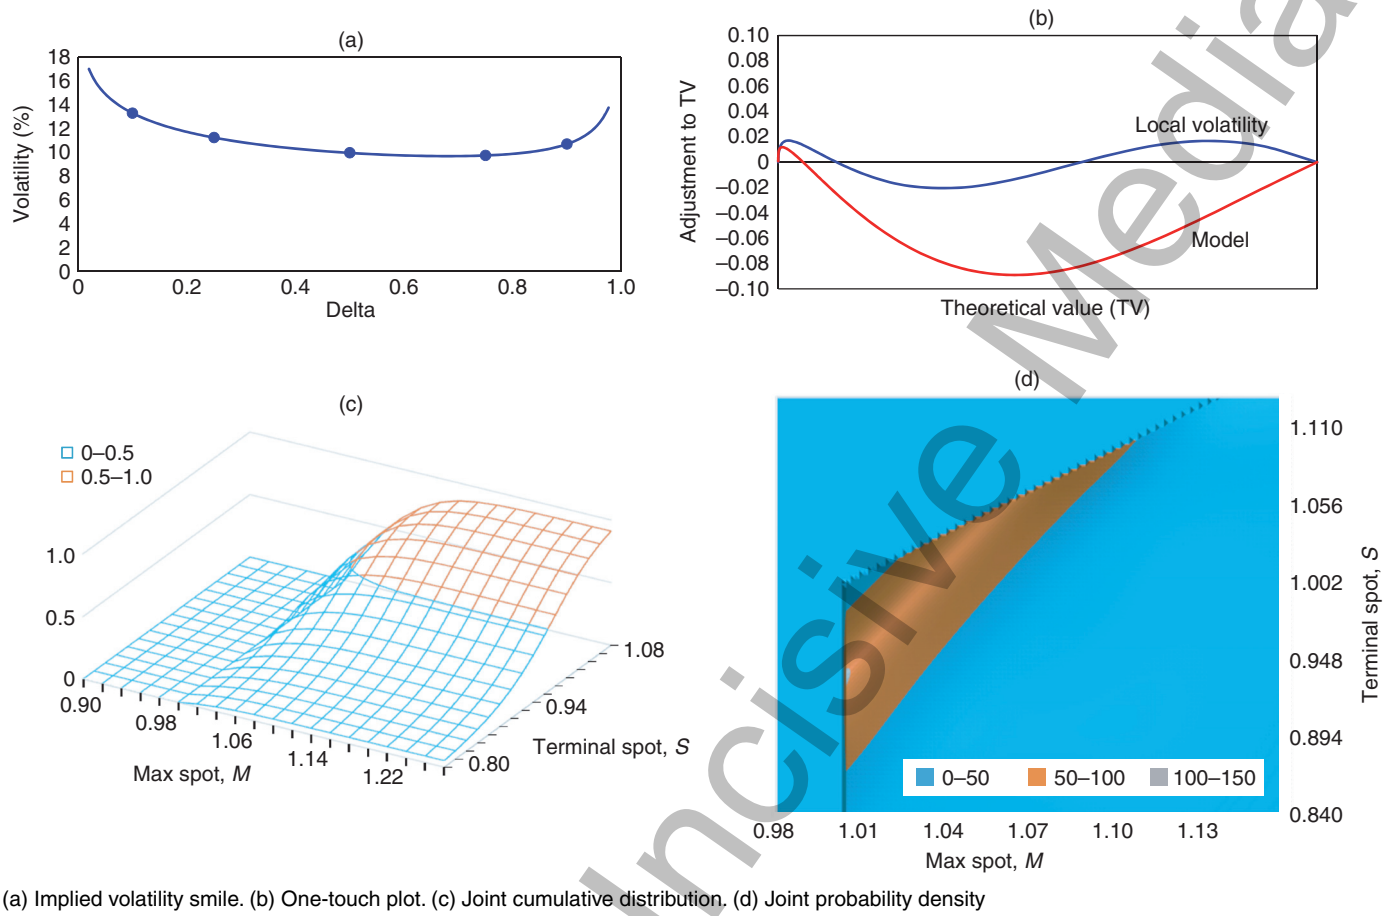 (a)
18
16
14
12
10
8
6
4
2
0
Volatility (%)
0 0.2 0.4 0.6 0.8 1.0
Delta
(b)
0.10
0.08
0.06
0.04
0.02
0
–0.02
–0.04
–0.06
–0.08
–0.10
Adjustment to TV
Local volatility
Model
Theoretical value (TV)
(c)
0–0.5
0.5–1.0
1.0
0.5
0
0.90
0.98
1.06
1.14
1.22
Max spot, M
0.80
0.94
1.08
Terminal spot, S
(d)
1.110
1.056
1.002
0.948
0.894
0.840
Terminal spot, S
0–50 50–100 100–150
0.98 1.01 1.04 1.07 1.10 1.13
Max spot, M
Incisive Media
(a) Implied volatility smile. (b) One-touch plot. (c) Joint cumulative distribution. (d) Joint probability density